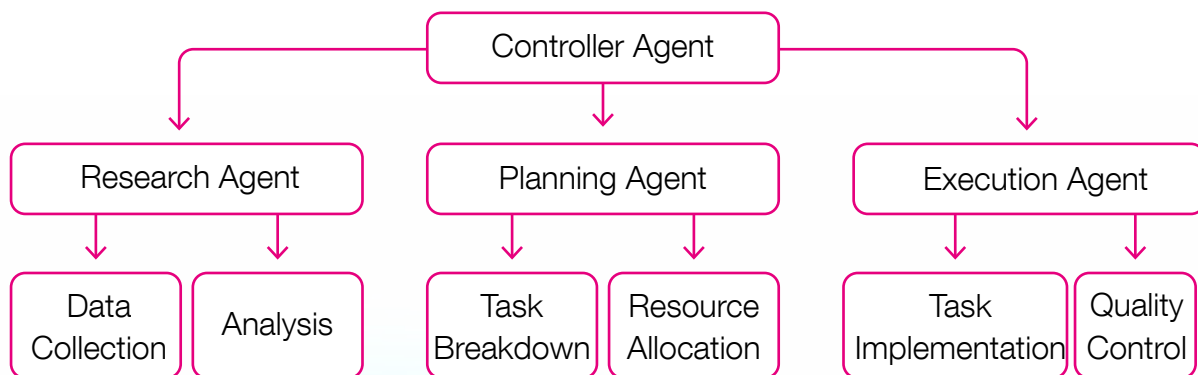 Controller Agent
Research Agent
Planning Agent
Execution Agent
Data
Collection
Analysis
Task
Breakdown
Resource
Allocation
Task
Implementation
Quality
Control